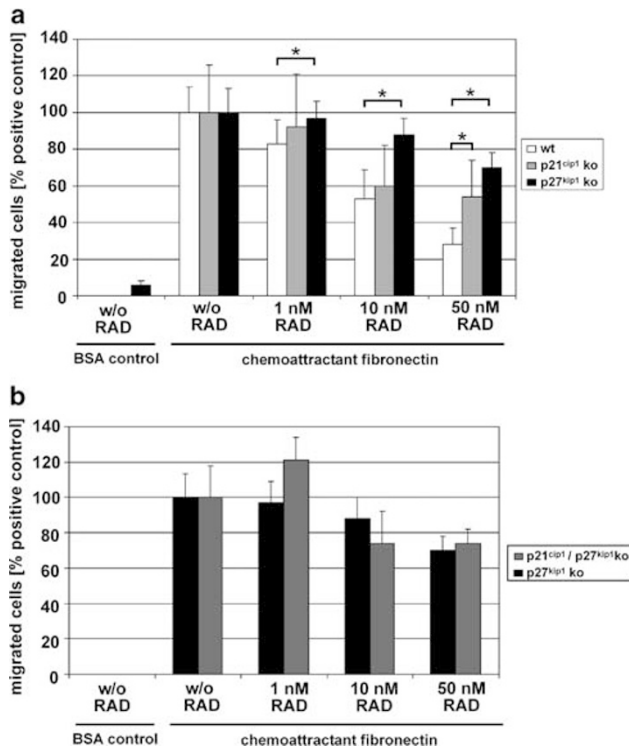 a
migrated cells [% positive control]
140
120
100
80
60
40
20
0
* * * *
wt
p21cip1 ko
p27kip1 ko
w/o RAD w/o RAD 1 nM RAD 10 nM RAD 50 nM RAD
BSA control chemoattractant fibronectin
b
migrated cells [% positive control]
140
120
100
80
60
40
20
0
p21cip1 / p27kip1ko
p27kip1 ko
w/o RAD w/o RAD 1 nM RAD 10 nM RAD 50 nM RAD
BSA control chemoattractant fibronectin